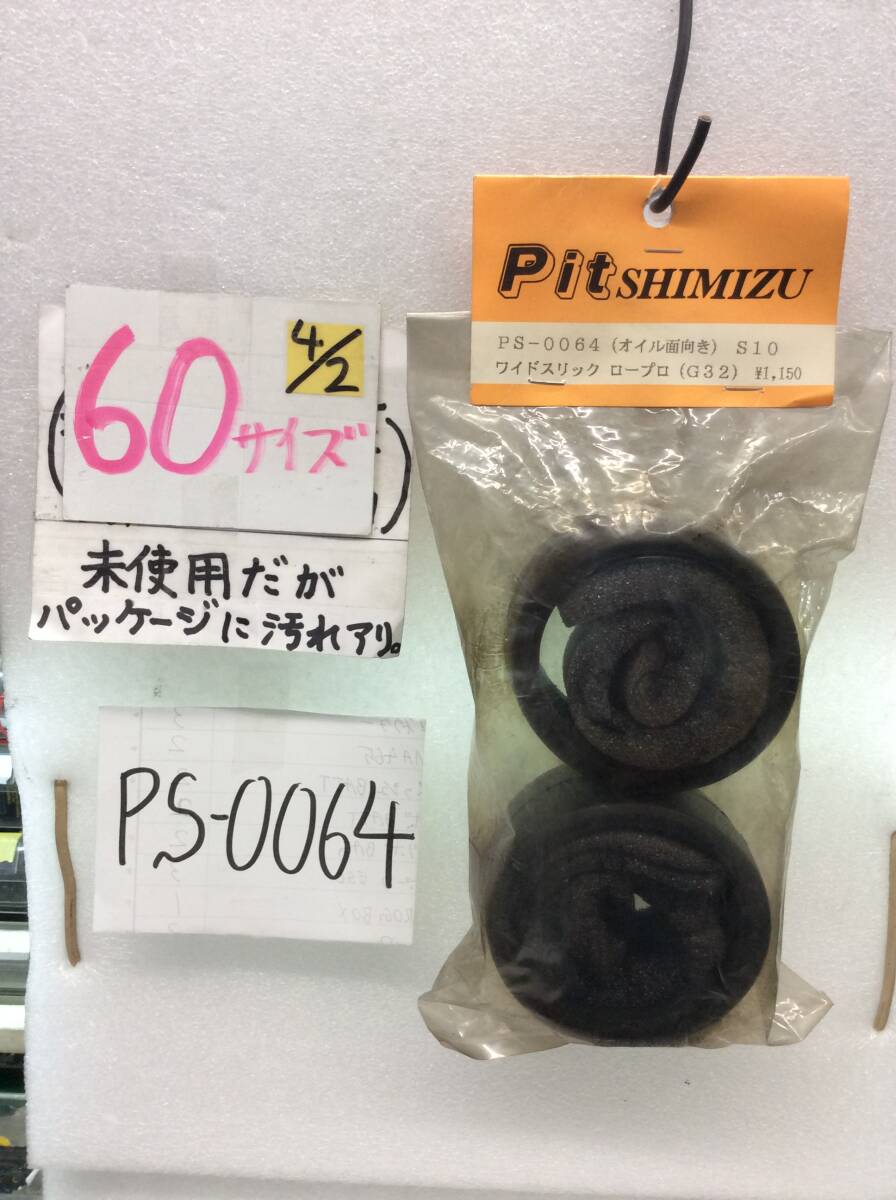 Pit SHIMIZU
PS-0064 (オイル面向き) S10
ワイドスリック ロープロ (G32) ¥1,150
4/2
60サイズ
未使用だが
パッケージに汚れアリ。
PS-0064